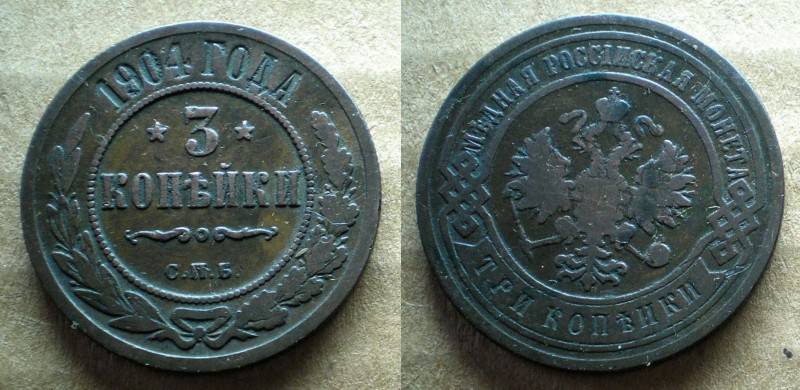 1904 ГОДА
3
КОПѢЙКИ
С.П.Б.
МѢДНАЯ РОССІЙСКАЯ МОНЕТА
ТРИ КОПѢЙКИ